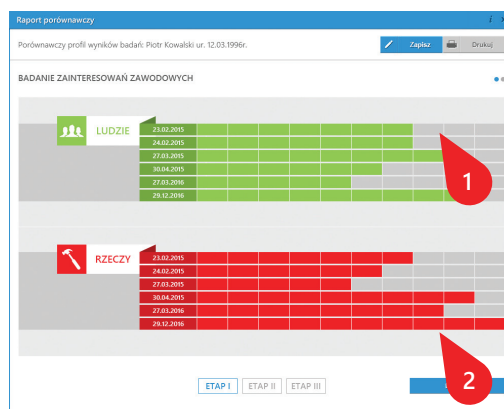 Raport porównawczy
i
Porównawczy profil wyników badań: Piotr Kowalski ur. 12.03.1996r.
Zapisz
Drukuj
BADANIE ZAINTERESOWAŃ ZAWODOWYCH
LUDZIE
23.02.2015
24.02.2015
27.03.2015
30.04.2015
27.03.2016
29.12.2016
1
RZECZY
23.02.2015
24.02.2015
27.03.2015
30.04.2015
27.03.2016
29.12.2016
2
ETAP I ETAP II ETAP III